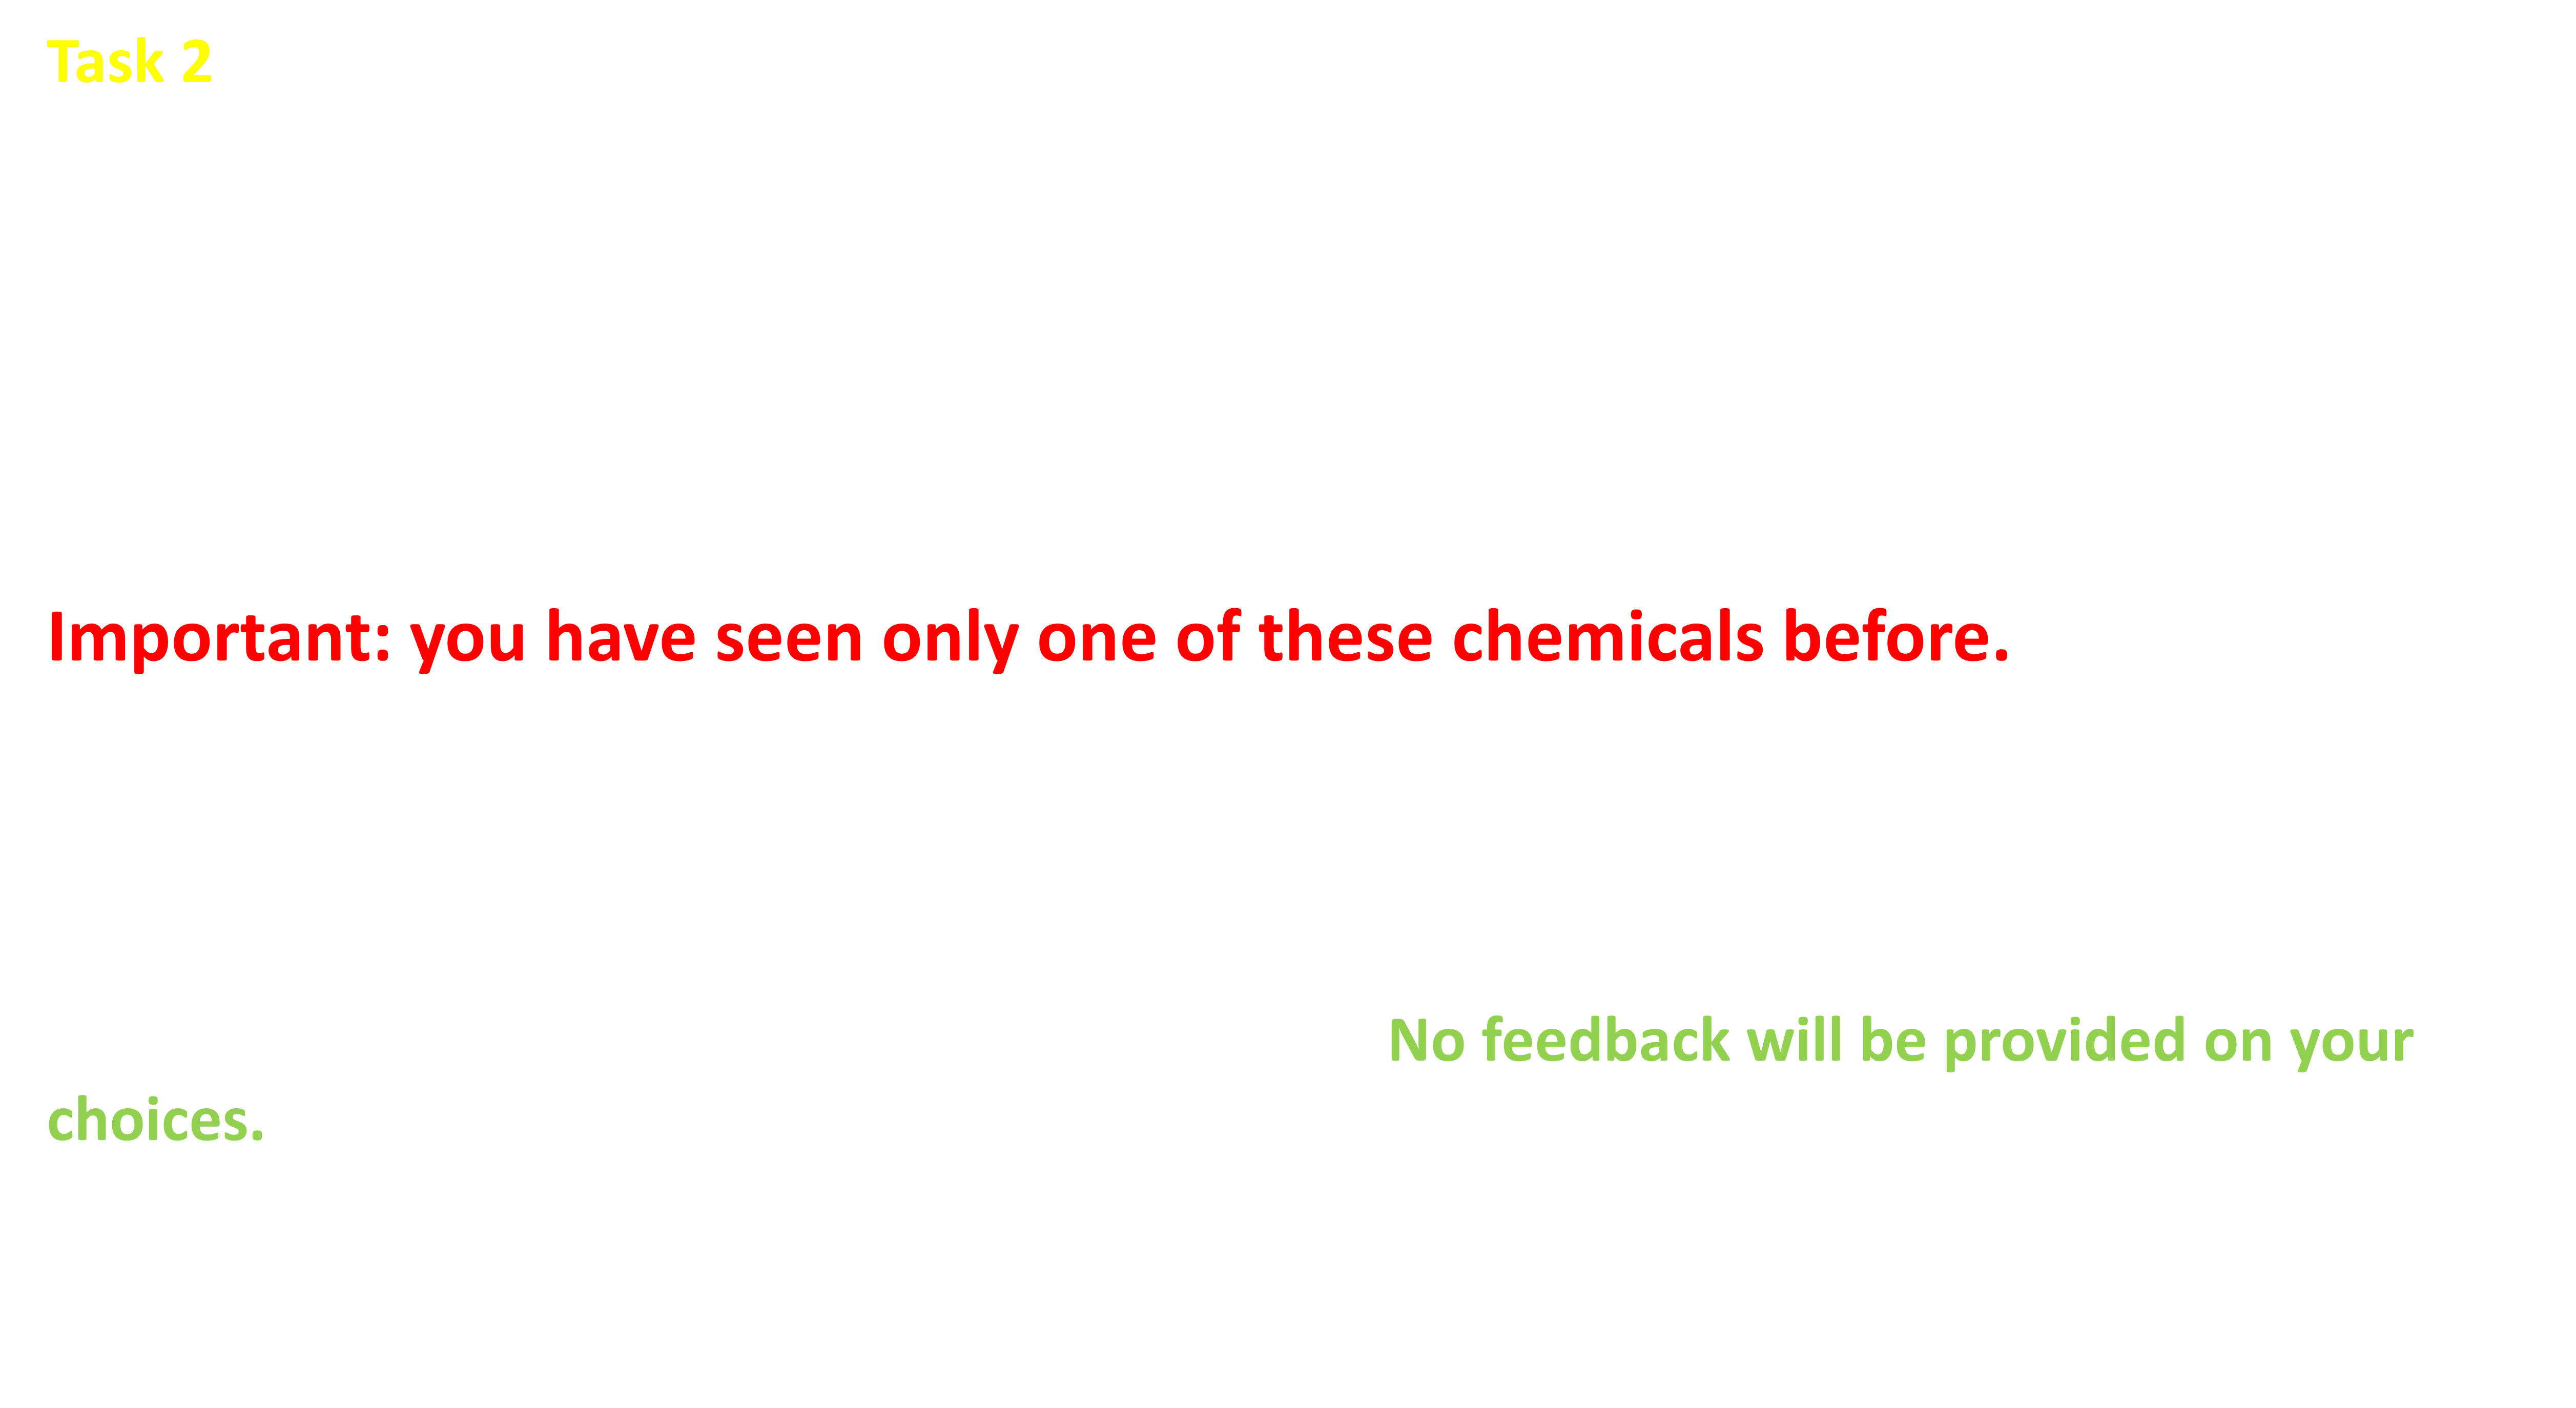 Task 2
Important: you have seen only one of these chemicals before.
No feedback will be provided on your
choices.